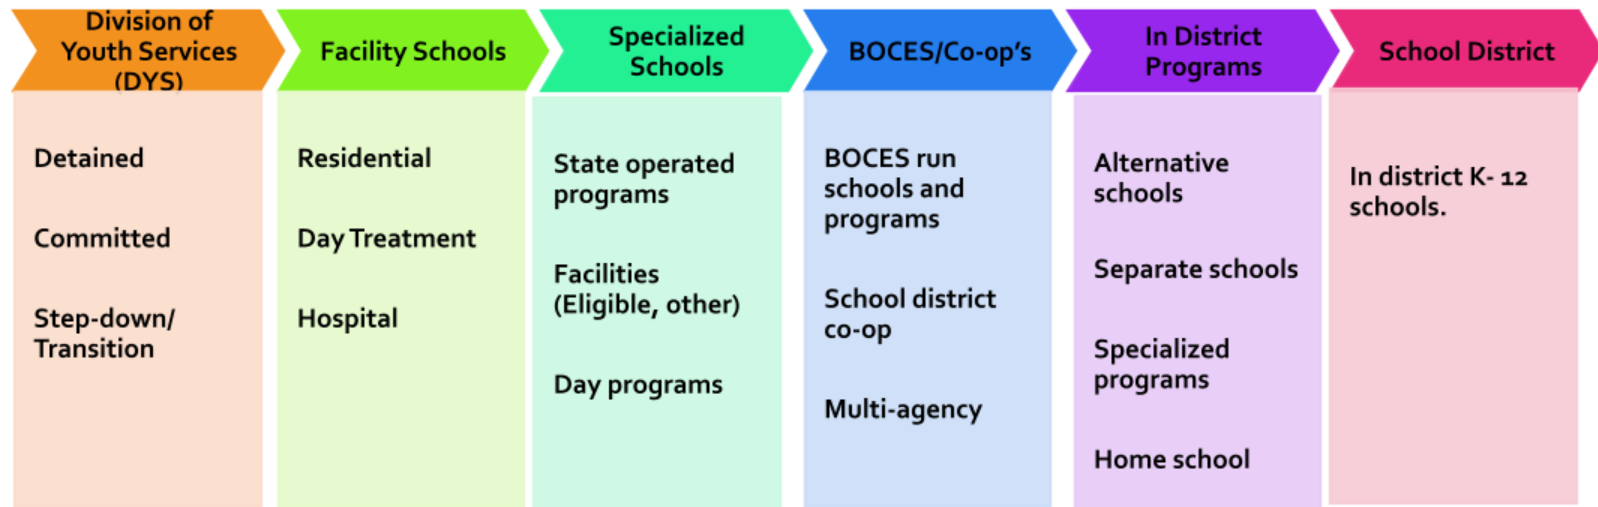 Division of
Youth Services
(DYS)
Facility Schools
Specialized
Schools
BOCES/Co-op's
In District
Programs
School District
Detained
Committed
Step-down/
Transition
Residential
Day Treatment
Hospital
State operated
programs
Facilities
(Eligible, other)
Day programs
BOCES run
schools and
programs
School district
co-op
Multi-agency
Alternative
schools
Separate schools
Specialized
programs
Home school
In district K- 12
schools.